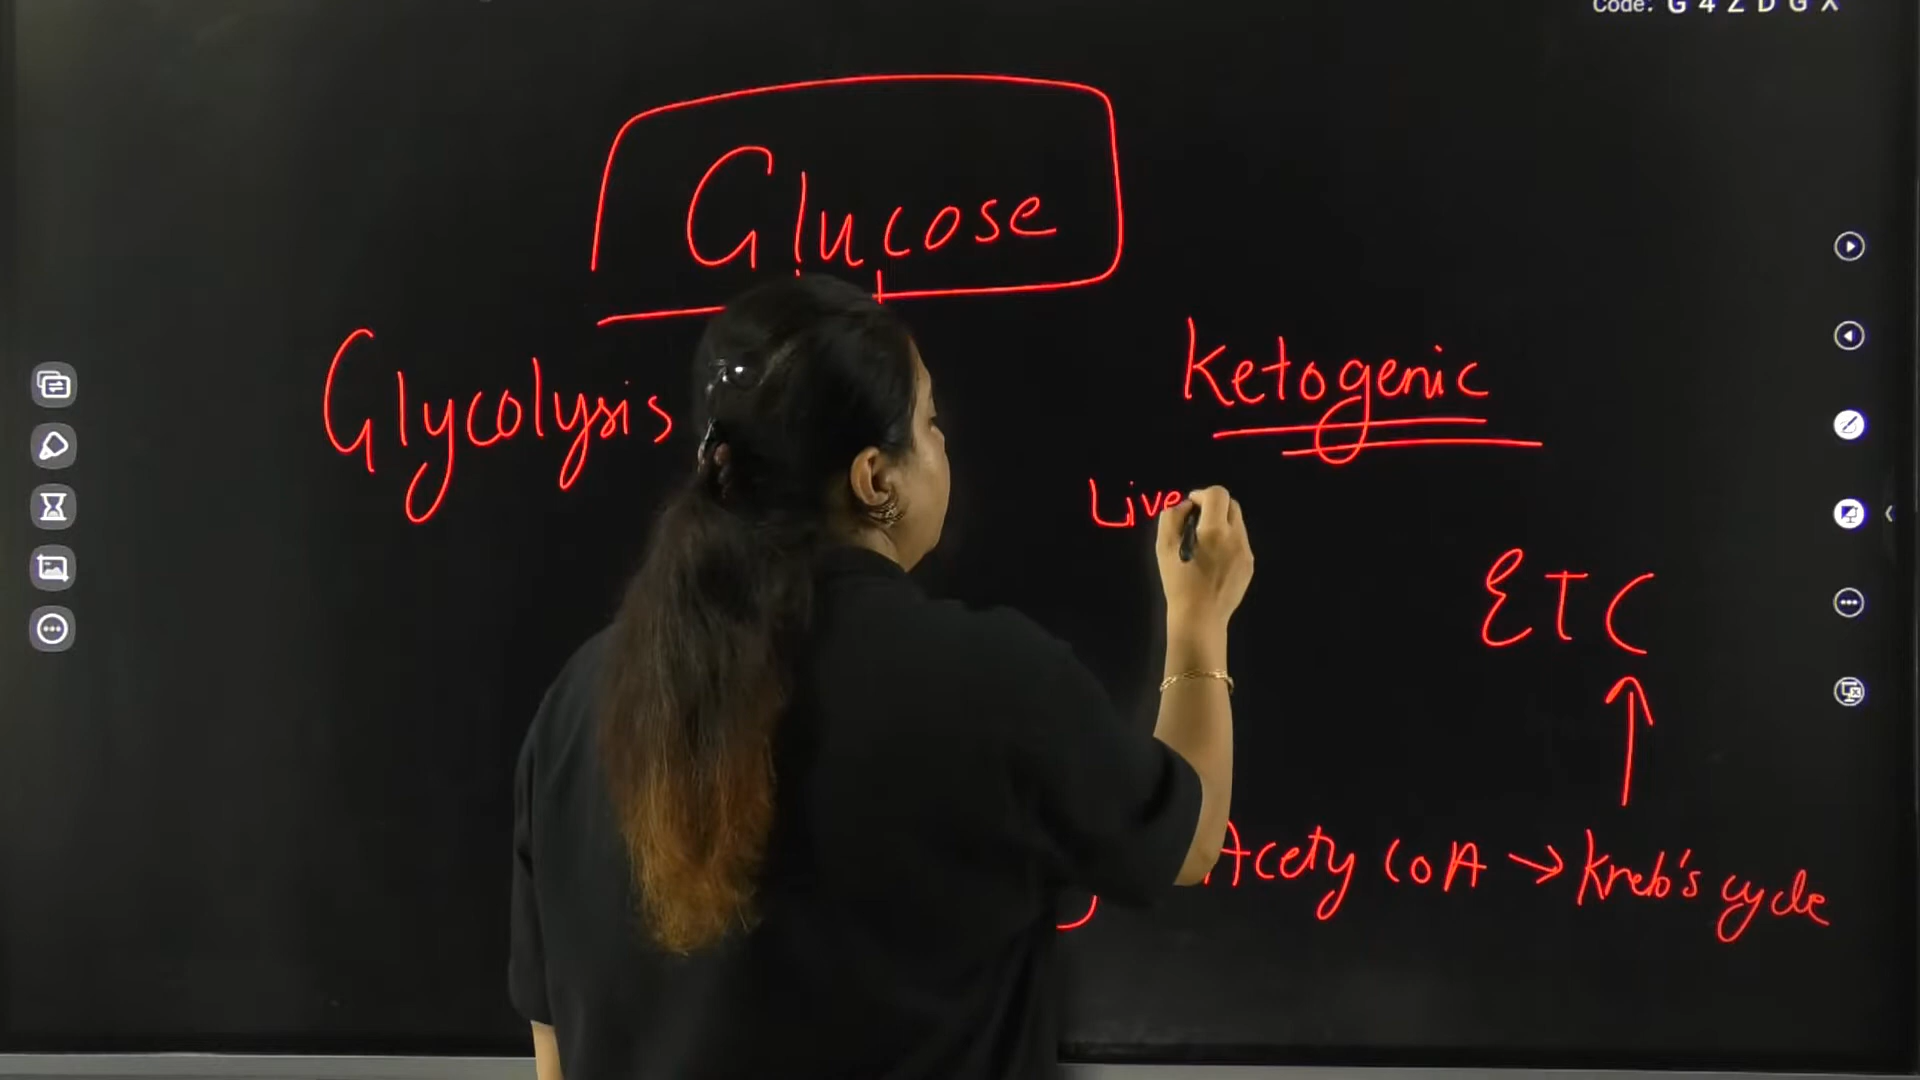 Code: G 4 Z D G X
Glucose
Glycolysis
Ketogenic
Live
ETC
Acety CoA → Kreb's cycle